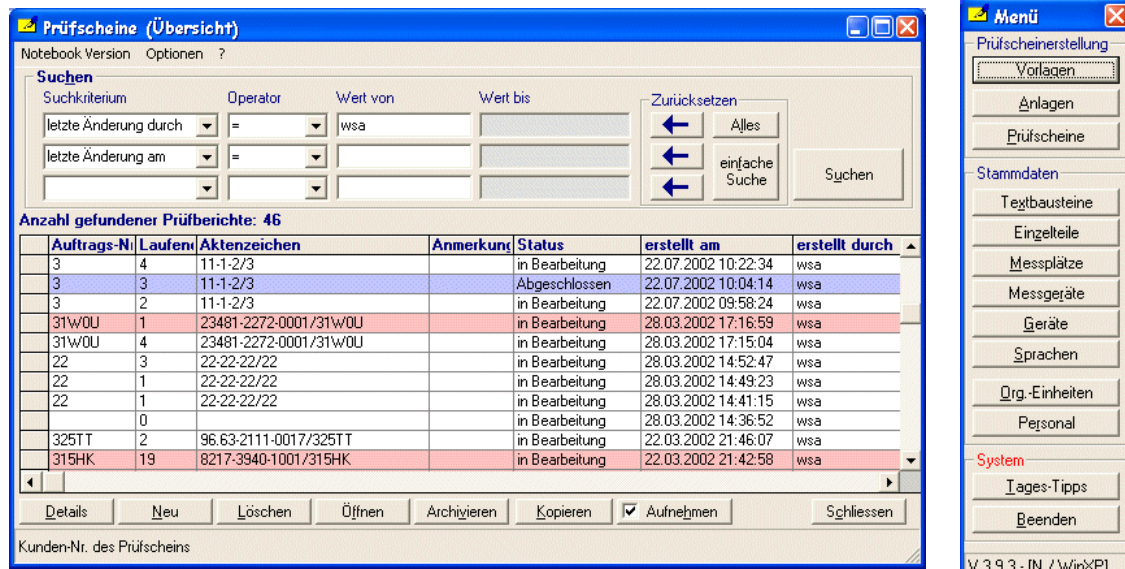 Prüfscheine (Übersicht)
Notebook Version Optionen ?
Suchen
Suchkriterium Operator Wert von Wert bis Zurücksetzen
letzte Änderung durch = wsa Alles
letzte Änderung am = einfache Suche Suchen
Anzahl gefundener Prüfberichte: 46
Auftrags-N Laufen Aktenzeichen Anmerkung Status erstellt am erstellt durch
3 4 11-1-2/3 in Bearbeitung 22.07.2002 10:22:34 wsa
3 3 11-1-2/3 Abgeschlossen 22.07.2002 10:04:14 wsa
3 2 11-1-2/3 in Bearbeitung 22.07.2002 09:58:24 wsa
31W0U 1 23481-2272-0001/31W0U in Bearbeitung 28.03.2002 17:16:59 wsa
31W0U 4 23481-2272-0001/31W0U in Bearbeitung 28.03.2002 17:15:04 wsa
22 3 22-22-22/22 in Bearbeitung 28.03.2002 14:52:47 wsa
22 1 22-22-22/22 in Bearbeitung 28.03.2002 14:49:23 wsa
22 1 22-22-22/22 in Bearbeitung 28.03.2002 14:41:15 wsa
0 in Bearbeitung 28.03.2002 14:36:52 wsa
325TT 2 96.63-2111-0017/325TT in Bearbeitung 22.03.2002 21:46:07 wsa
315HK 19 8217-3940-1001/315HK in Bearbeitung 22.03.2002 21:42:58 wsa
Details Neu Löschen Öffnen Archivieren Kopieren Aufnehmen Schliessen
Kunden-Nr. des Prüfscheins
Menü
Prüfscheinerstellung
Vorlagen
Anlagen
Prüfscheine
Stammdaten
Textbausteine
Einzelteile
Messplätze
Messgeräte
Geräte
Sprachen
Org.-Einheiten
Personal
System
Tages-Tipps
Beenden
V 3.9.3 - [N / WinXP]